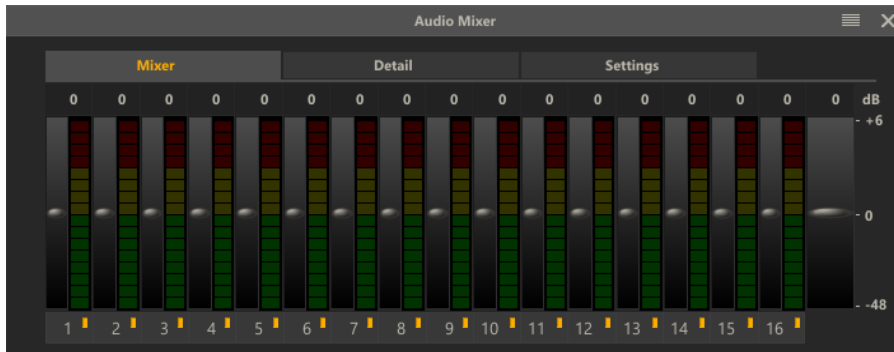 Audio Mixer
Mixer Detail Settings
0 0 0 0 0 0 0 0 0 0 0 0 0 0 0 0 0 dB
- +6
- 0
- -48
1 2 3 4 5 6 7 8 9 10 11 12 13 14 15 16